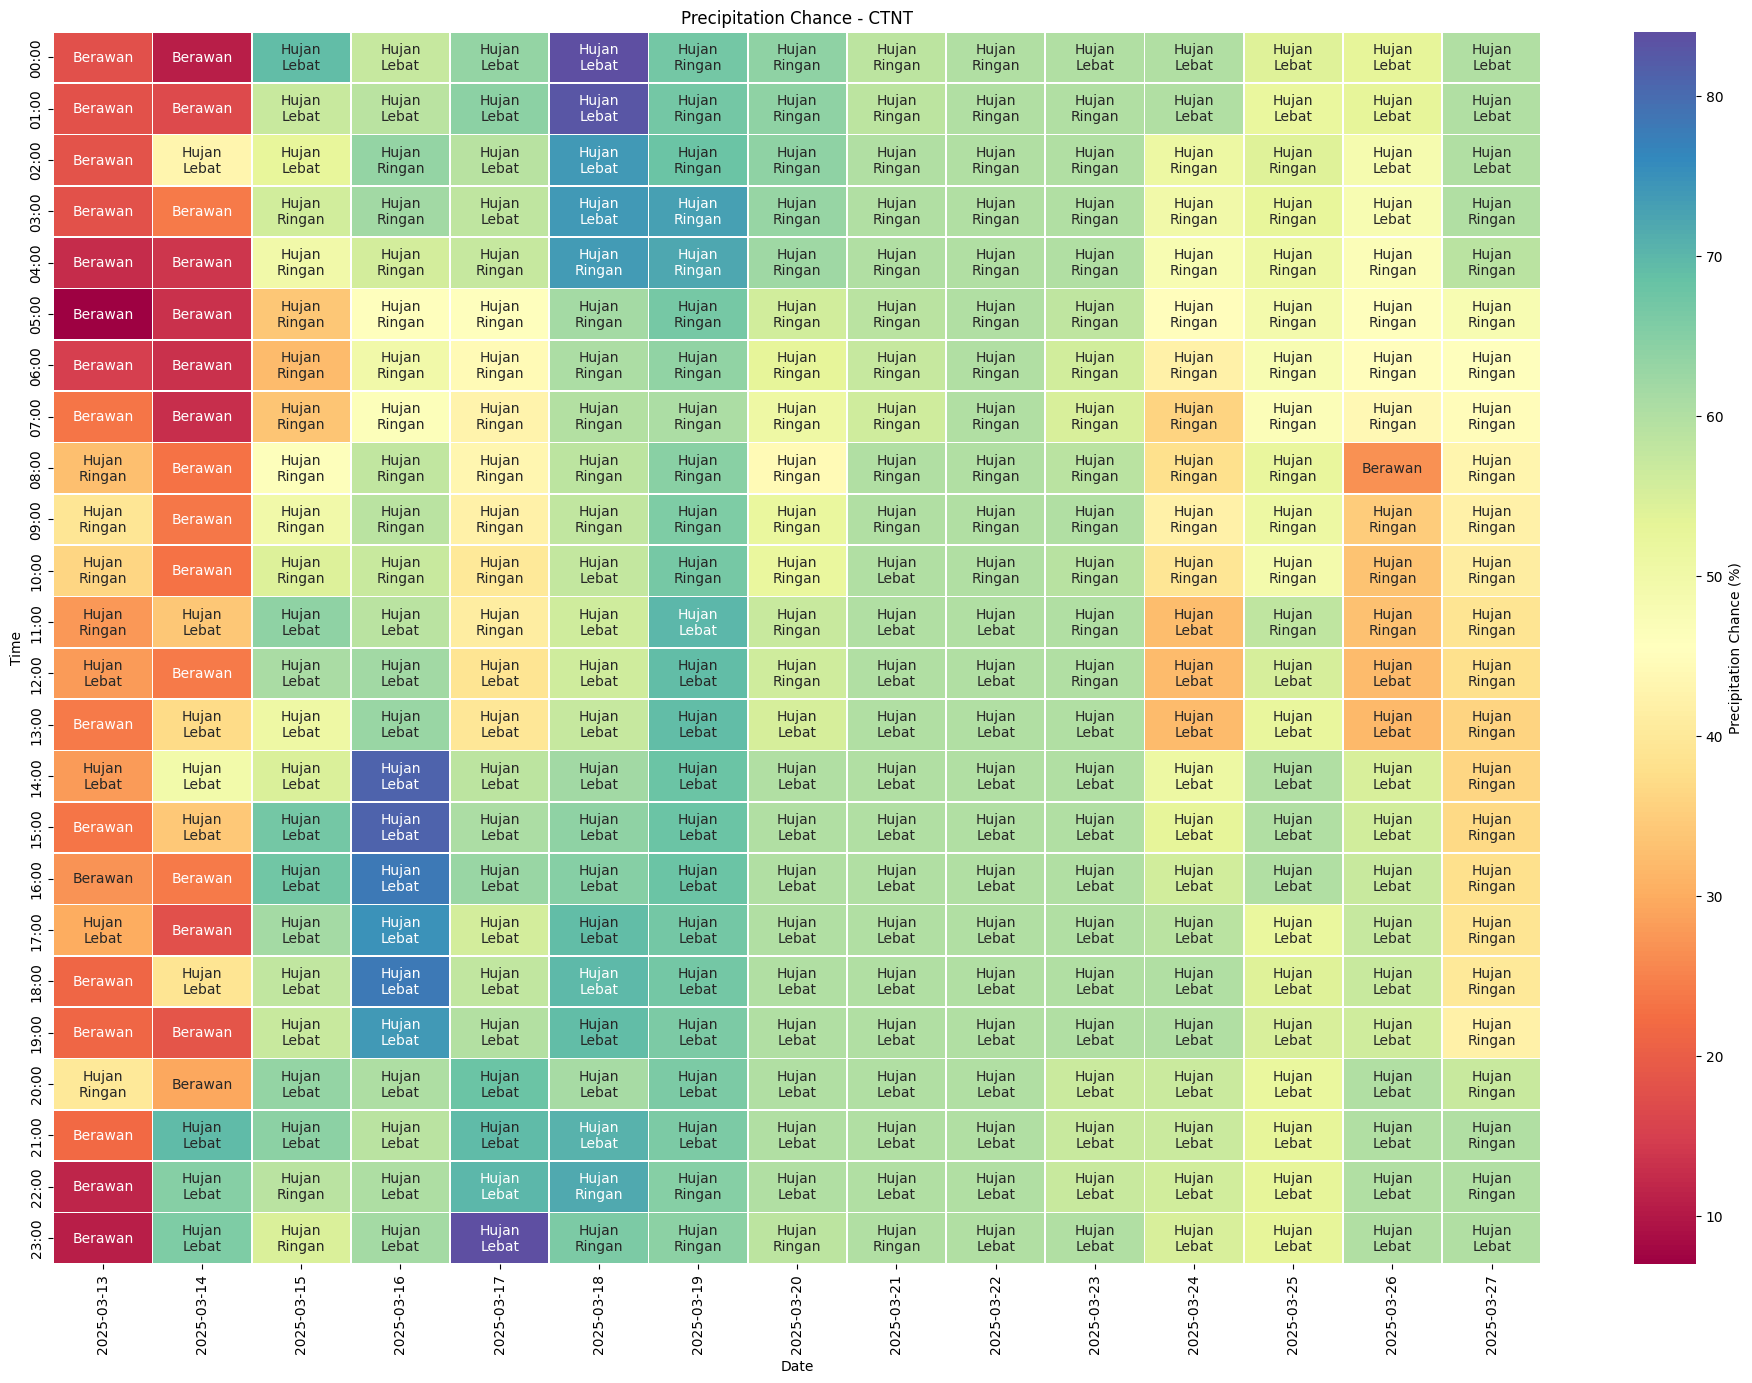 Precipitation Chance - CTNT
00:00 Berawan Berawan Hujan Lebat Hujan Lebat Hujan Lebat Hujan Lebat Hujan Ringan Hujan Ringan Hujan Ringan Hujan Ringan Hujan Lebat Hujan Lebat Hujan Lebat Hujan Lebat Hujan Lebat
01:00 Berawan Berawan Hujan Lebat Hujan Lebat Hujan Lebat Hujan Lebat Hujan Ringan Hujan Ringan Hujan Ringan Hujan Ringan Hujan Ringan Hujan Lebat Hujan Lebat Hujan Lebat Hujan Lebat
02:00 Berawan Hujan Lebat Hujan Lebat Hujan Ringan Hujan Lebat Hujan Lebat Hujan Ringan Hujan Ringan Hujan Ringan Hujan Ringan Hujan Ringan Hujan Ringan Hujan Ringan Hujan Lebat Hujan Lebat
03:00 Berawan Berawan Hujan Ringan Hujan Ringan Hujan Lebat Hujan Lebat Hujan Ringan Hujan Ringan Hujan Ringan Hujan Ringan Hujan Ringan Hujan Ringan Hujan Ringan Hujan Lebat Hujan Ringan
04:00 Berawan Berawan Hujan Ringan Hujan Ringan Hujan Ringan Hujan Ringan Hujan Ringan Hujan Ringan Hujan Ringan Hujan Ringan Hujan Ringan Hujan Ringan Hujan Ringan Hujan Ringan Hujan Ringan
05:00 Berawan Berawan Hujan Ringan Hujan Ringan Hujan Ringan Hujan Ringan Hujan Ringan Hujan Ringan Hujan Ringan Hujan Ringan Hujan Ringan Hujan Ringan Hujan Ringan Hujan Ringan Hujan Ringan
06:00 Berawan Berawan Hujan Ringan Hujan Ringan Hujan Ringan Hujan Ringan Hujan Ringan Hujan Ringan Hujan Ringan Hujan Ringan Hujan Ringan Hujan Ringan Hujan Ringan Hujan Ringan Hujan Ringan
07:00 Berawan Berawan Hujan Ringan Hujan Ringan Hujan Ringan Hujan Ringan Hujan Ringan Hujan Ringan Hujan Ringan Hujan Ringan Hujan Ringan Hujan Ringan Hujan Ringan Hujan Ringan Hujan Ringan
08:00 Hujan Ringan Berawan Hujan Ringan Hujan Ringan Hujan Ringan Hujan Ringan Hujan Ringan Hujan Ringan Hujan Ringan Hujan Ringan Hujan Ringan Hujan Ringan Hujan Ringan Berawan Hujan Ringan
09:00 Hujan Ringan Berawan Hujan Ringan Hujan Ringan Hujan Ringan Hujan Ringan Hujan Ringan Hujan Ringan Hujan Ringan Hujan Ringan Hujan Ringan Hujan Ringan Hujan Ringan Hujan Ringan Hujan Ringan
10:00 Hujan Ringan Berawan Hujan Ringan Hujan Ringan Hujan Ringan Hujan Lebat Hujan Ringan Hujan Ringan Hujan Lebat Hujan Ringan Hujan Ringan Hujan Ringan Hujan Ringan Hujan Ringan Hujan Ringan
11:00 Hujan Ringan Hujan Lebat Hujan Lebat Hujan Lebat Hujan Ringan Hujan Lebat Hujan Lebat Hujan Ringan Hujan Lebat Hujan Lebat Hujan Ringan Hujan Lebat Hujan Ringan Hujan Ringan Hujan Ringan
12:00 Hujan Lebat Berawan Hujan Lebat Hujan Lebat Hujan Lebat Hujan Lebat Hujan Lebat Hujan Ringan Hujan Lebat Hujan Lebat Hujan Ringan Hujan Lebat Hujan Lebat Hujan Lebat Hujan Ringan
13:00 Berawan Hujan Lebat Hujan Lebat Hujan Lebat Hujan Lebat Hujan Lebat Hujan Lebat Hujan Lebat Hujan Lebat Hujan Lebat Hujan Lebat Hujan Lebat Hujan Lebat Hujan Lebat Hujan Ringan
14:00 Hujan Lebat Hujan Lebat Hujan Lebat Hujan Lebat Hujan Lebat Hujan Lebat Hujan Lebat Hujan Lebat Hujan Lebat Hujan Lebat Hujan Lebat Hujan Lebat Hujan Lebat Hujan Lebat Hujan Ringan
15:00 Berawan Hujan Lebat Hujan Lebat Hujan Lebat Hujan Lebat Hujan Lebat Hujan Lebat Hujan Lebat Hujan Lebat Hujan Lebat Hujan Lebat Hujan Lebat Hujan Lebat Hujan Lebat Hujan Ringan
16:00 Berawan Berawan Hujan Lebat Hujan Lebat Hujan Lebat Hujan Lebat Hujan Lebat Hujan Lebat Hujan Lebat Hujan Lebat Hujan Lebat Hujan Lebat Hujan Lebat Hujan Lebat Hujan Ringan
17:00 Hujan Lebat Berawan Hujan Lebat Hujan Lebat Hujan Lebat Hujan Lebat Hujan Lebat Hujan Lebat Hujan Lebat Hujan Lebat Hujan Lebat Hujan Lebat Hujan Lebat Hujan Lebat Hujan Ringan
18:00 Berawan Hujan Lebat Hujan Lebat Hujan Lebat Hujan Lebat Hujan Lebat Hujan Lebat Hujan Lebat Hujan Lebat Hujan Lebat Hujan Lebat Hujan Lebat Hujan Lebat Hujan Lebat Hujan Ringan
19:00 Berawan Berawan Hujan Lebat Hujan Lebat Hujan Lebat Hujan Lebat Hujan Lebat Hujan Lebat Hujan Lebat Hujan Lebat Hujan Lebat Hujan Lebat Hujan Lebat Hujan Lebat Hujan Ringan
20:00 Hujan Ringan Berawan Hujan Lebat Hujan Lebat Hujan Lebat Hujan Lebat Hujan Lebat Hujan Lebat Hujan Lebat Hujan Lebat Hujan Lebat Hujan Lebat Hujan Lebat Hujan Lebat Hujan Ringan
21:00 Berawan Hujan Lebat Hujan Lebat Hujan Lebat Hujan Lebat Hujan Lebat Hujan Lebat Hujan Lebat Hujan Lebat Hujan Lebat Hujan Lebat Hujan Lebat Hujan Lebat Hujan Lebat Hujan Ringan
22:00 Berawan Hujan Lebat Hujan Ringan Hujan Lebat Hujan Lebat Hujan Ringan Hujan Ringan Hujan Lebat Hujan Lebat Hujan Lebat Hujan Lebat Hujan Lebat Hujan Lebat Hujan Lebat Hujan Ringan
23:00 Berawan Hujan Lebat Hujan Ringan Hujan Lebat Hujan Lebat Hujan Ringan Hujan Ringan Hujan Ringan Hujan Ringan Hujan Lebat Hujan Lebat Hujan Lebat Hujan Lebat Hujan Lebat Hujan Lebat
Time
2025-03-13 2025-03-14 2025-03-15 2025-03-16 2025-03-17 2025-03-18 2025-03-19 2025-03-20 2025-03-21 2025-03-22 2025-03-23 2025-03-24 2025-03-25 2025-03-26 2025-03-27
Date
80
70
60
50
40
30
20
10
Precipitation Chance (%)